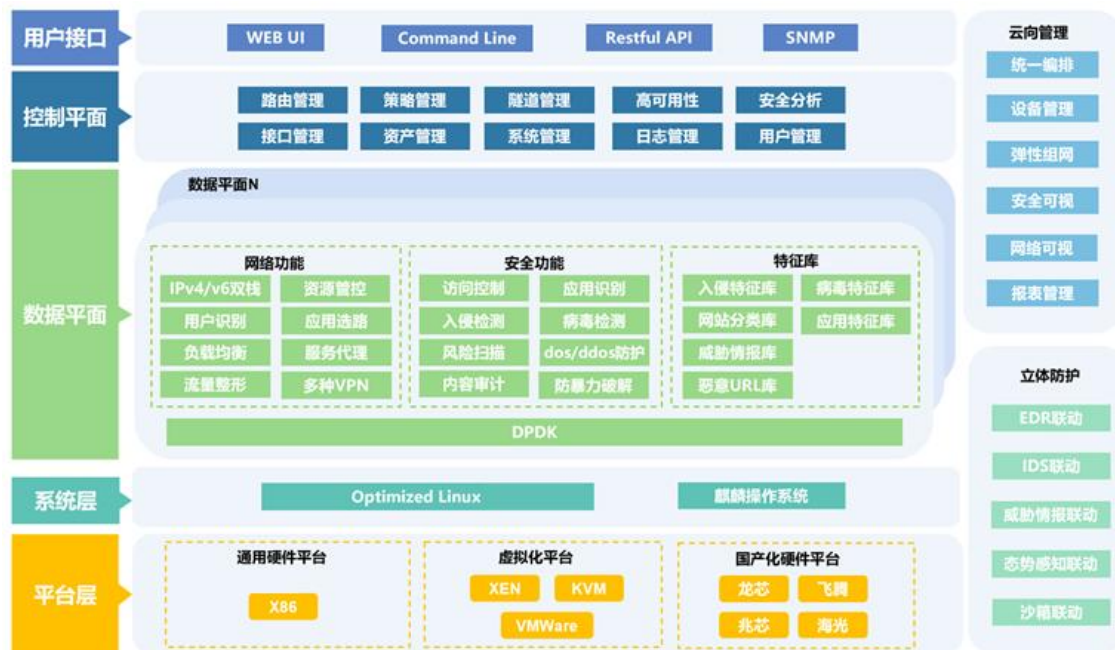 用户接口
WEB UI
Command Line
Restful API
SNMP
控制平面
路由管理
策略管理
隧道管理
高可用性
安全分析
接口管理
资产管理
系统管理
日志管理
用户管理
数据平面
数据平面N
网络功能
IPv4/v6双栈
资源管控
用户识别
应用选路
负载均衡
服务代理
流量整形
多种VPN
安全功能
访问控制
应用识别
入侵检测
病毒检测
风险扫描
dos/ddos防护
内容审计
防暴力破解
特征库
入侵特征库
病毒特征库
网站分类库
应用特征库
威胁情报库
恶意URL库
DPDK
系统层
Optimized Linux
麒麟操作系统
平台层
通用硬件平台
X86
虚拟化平台
XEN
KVM
VMWare
国产化硬件平台
龙芯
飞腾
兆芯
海光
云向管理
统一编排
设备管理
弹性组网
安全可视
网络可视
报表管理
立体防护
EDR联动
IDS联动
威胁情报联动
态势感知联动
沙箱联动